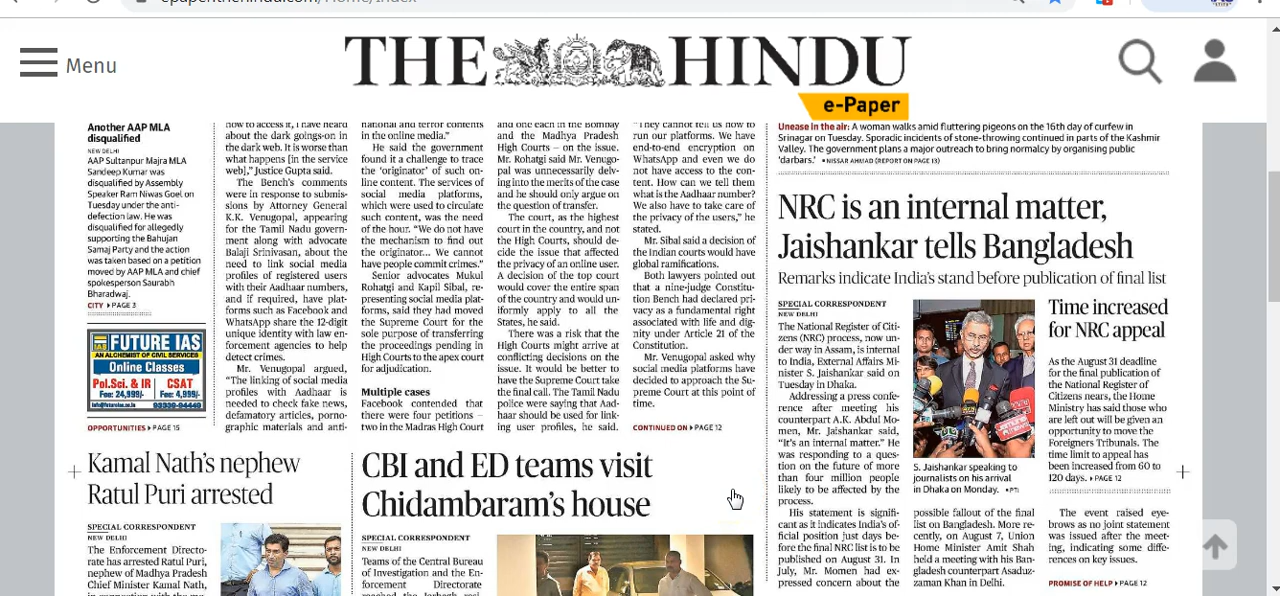 Menu
THE HINDU
e-Paper
Another AAP MLA
disqualified
NEW DELHI
AAP Sultanpur Majra MLA
Sandeep Kumar was
disqualified by Assembly
Speaker Ram Niwas Goel on
Tuesday under the anti-
defection law. He was
disqualified for allegedly
supporting the Bahujan
Samaj Party and the action
was taken based on a petition
moved by AAP MLA and chief
spokesperson Saurabh
Bharadwaj.
CITY ▸ PAGE 3
FUTURE IAS
AN ALCHEMIST OF CIVIL SERVICES
Online Classes
Pol.Sci. & IR
Fee: 24,999/-
CSAT
Fee: 4,999/-
OPPORTUNITIES ▸ PAGE 15
how to access it, I have heard
about the dark goings-on in
the dark web. It is worse than
what happens [in the service
web]," Justice Gupta said.
The Bench's comments
were in response to submis-
sions by Attorney General
K.K. Venugopal, appearing
for the Tamil Nadu govern-
ment along with advocate
Balaji Srinivasan, about the
need to link social media
profiles of registered users
with their Aadhaar numbers,
and if required, have plat-
forms such as Facebook and
WhatsApp share the 12-digit
unique identity with law en-
forcement agencies to help
detect crimes.
Mr. Venugopal argued,
"The linking of social media
profiles with Aadhaar is
needed to check fake news,
defamatory articles, porno-
graphic materials and anti-
national and terror contents
in the online media."
He said the government
found it a challenge to trace
the 'originator' of such on-
line content. The services of
social media platforms,
which were used to circulate
such content, was the need
of the hour. "We do not have
the mechanism to find out
the originator... We cannot
have people commit crimes."
Senior advocates Mukul
Rohatgi and Kapil Sibal, re-
presenting social media plat-
forms, said they had moved
the Supreme Court for the
sole purpose of transferring
the proceedings pending in
High Courts to the apex court
for adjudication.
Multiple cases
Facebook contended that
there were four petitions –
two in the Madras High Court
and one each in the Bombay
and the Madhya Pradesh
High Courts – on the issue.
Mr. Rohatgi said Mr. Venugo-
pal was unnecessarily delv-
ing into the merits of the case
and he should only argue on
the question of transfer.
The court, as the highest
court in the country, and not
the High Courts, should de-
cide the issue that affected
the privacy of an online user.
A decision of the top court
would cover the entire span
of the country and would un-
iformly apply to all the
States, he said.
There was a risk that the
High Courts might arrive at
conflicting decisions on the
issue. It would be better to
have the Supreme Court take
the final call. The Tamil Nadu
police were saying that Aad-
haar should be used for link-
ing user profiles, he said.
"They cannot tell us how to
run our platforms. We have
end-to-end encryption on
WhatsApp and even we do
not have access to the con-
tent. How can we tell them
what is the Aadhaar number?
We also have to take care of
the privacy of the users," he
stated.
Mr. Sibal said a decision of
the Indian courts would have
global ramifications.
Both lawyers pointed out
that a nine-judge Constitu-
tion Bench had declared pri-
vacy as a fundamental right
associated with life and dig-
nity under Article 21 of the
Constitution.
Mr. Venugopal asked why
social media platforms have
decided to approach the Su-
preme Court at this point of
time.
CONTINUED ON ▸ PAGE 12
Unease in the air: A woman walks amid fluttering pigeons on the 16th day of curfew in
Srinagar on Tuesday. Sporadic incidents of stone-throwing continued in parts of the Kashmir
Valley. The government plans a major outreach to bring normalcy by organising public
'darbars.' ▪ NISSAR AHMAD (REPORT ON PAGE 13)
NRC is an internal matter,
Jaishankar tells Bangladesh
Remarks indicate India's stand before publication of final list
SPECIAL CORRESPONDENT
NEW DELHI
The National Register of Citi-
zens (NRC) process, now un-
der way in Assam, is internal
to India, External Affairs Mi-
nister S. Jaishankar said on
Tuesday in Dhaka.
Addressing a press confe-
rence after meeting his
counterpart A.K. Abdul Mo-
men, Mr. Jaishankar said,
"It's an internal matter." He
was responding to a ques-
tion on the future of more
than four million people
likely to be affected by the
process.
His statement is signific-
ant as it indicates India's of-
ficial position just days be-
fore the final NRC list is to be
published on August 31. In
July, Mr. Momen had ex-
pressed concern about the
S. Jaishankar speaking to
journalists on his arrival
in Dhaka on Monday. ▪ PTI
possible fallout of the final
list on Bangladesh. More re-
cently, on August 7, Union
Home Minister Amit Shah
held a meeting with his Ban-
gladesh counterpart Asaduz-
zaman Khan in Delhi.
Time increased
for NRC appeal
As the August 31 deadline
for the final publication of
the National Register of
Citizens nears, the Home
Ministry has said those who
are left out will be given an
opportunity to move the
Foreigners Tribunals. The
time limit to appeal has
been increased from 60 to
120 days. ▸ PAGE 12
The event raised eye-
brows as no joint statement
was issued after the meet-
ing, indicating some diffe-
rences on key issues.
PROMISE OF HELP ▸ PAGE 12
Kamal Nath's nephew
Ratul Puri arrested
SPECIAL CORRESPONDENT
NEW DELHI
The Enforcement Directo-
rate has arrested Ratul Puri,
nephew of Madhya Pradesh
Chief Minister Kamal Nath,
CBI and ED teams visit
Chidambaram's house
SPECIAL CORRESPONDENT
NEW DELHI
Teams of the Central Bureau
of Investigation and the En-
forcement Directorate